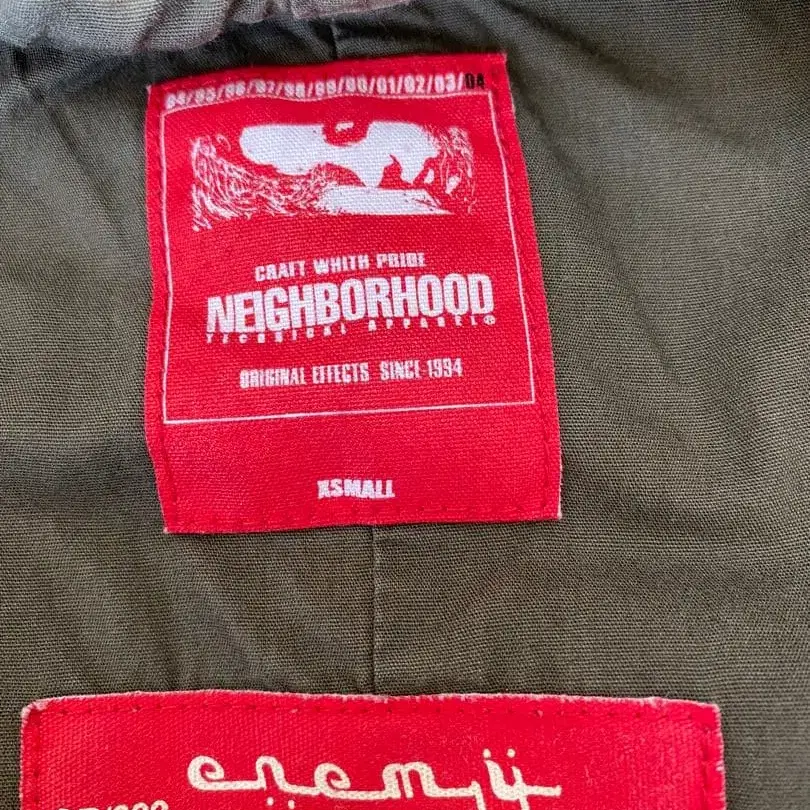 94/95/96/97/98/99/00/01/02/03/04
CRAFT WHITH PRIDE
NEIGHBORHOOD
TECHNICAL APPAREL®
ORIGINAL EFFECTS SINCE 1994
XSMALL
enemy